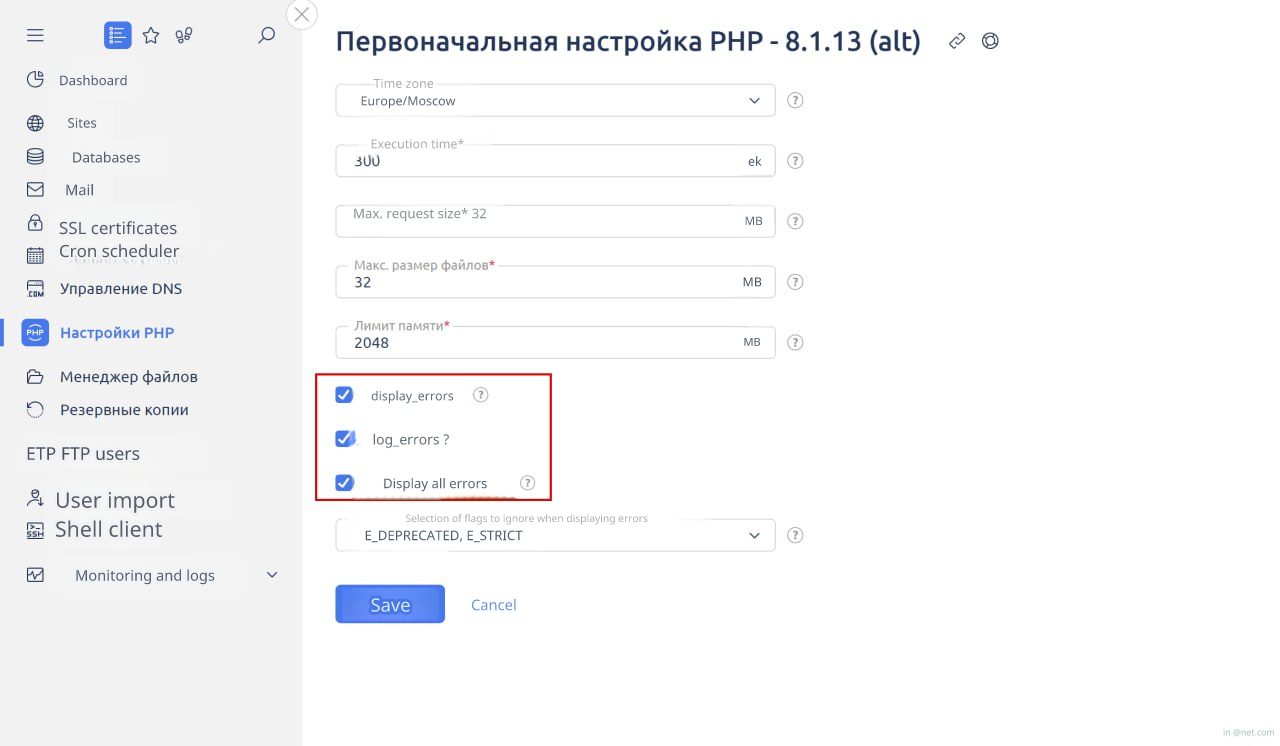 Первоначальная настройка PHP - 8.1.13 (alt)
Dashboard
Sites
Databases
Mail
SSL certificates
Cron scheduler
.COM
Управление DNS
PHP
Настройки PHP
Менеджер файлов
Резервные копии
ETP FTP users
User import
SSH
Shell client
Monitoring and logs
Time zone
Europe/Moscow
?
Execution time*
300
ek
?
Max. request size* 32
MB
?
Макс. размер файлов*
32
MB
?
Лимит памяти*
2048
MB
?
display_errors
?
log_errors ?
Display all errors
?
Selection of flags to ignore when displaying errors
E_DEPRECATED, E_STRICT
?
Save
Cancel
in @net.com